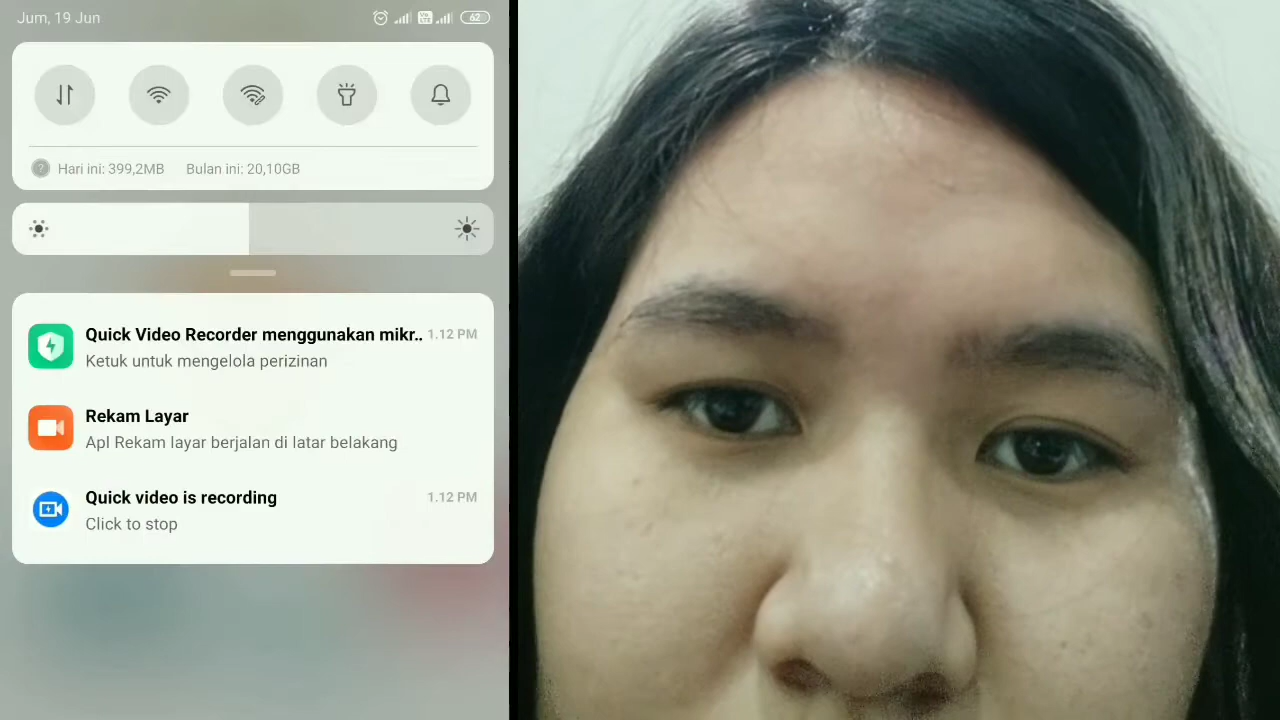 Jum, 19 Jun
62
Hari ini: 399,2MB Bulan ini: 20,10GB
Quick Video Recorder menggunakan mikr.. 1.12 PM
Ketuk untuk mengelola perizinan
Rekam Layar
Apl Rekam layar berjalan di latar belakang
Quick video is recording 1.12 PM
Click to stop